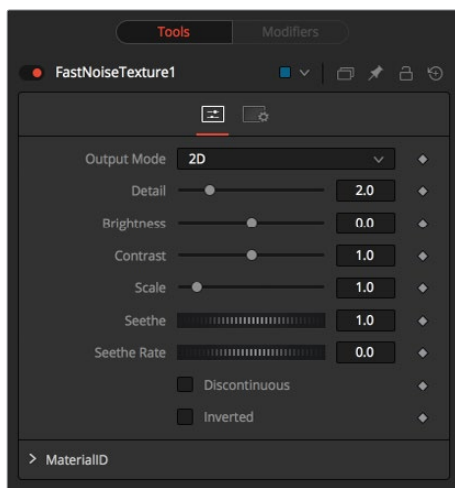 Tools Modifiers
FastNoiseTexture1
Output Mode 2D
Detail 2.0
Brightness 0.0
Contrast 1.0
Scale 1.0
Seethe 1.0
Seethe Rate 0.0
Discontinuous
Inverted
> MaterialID